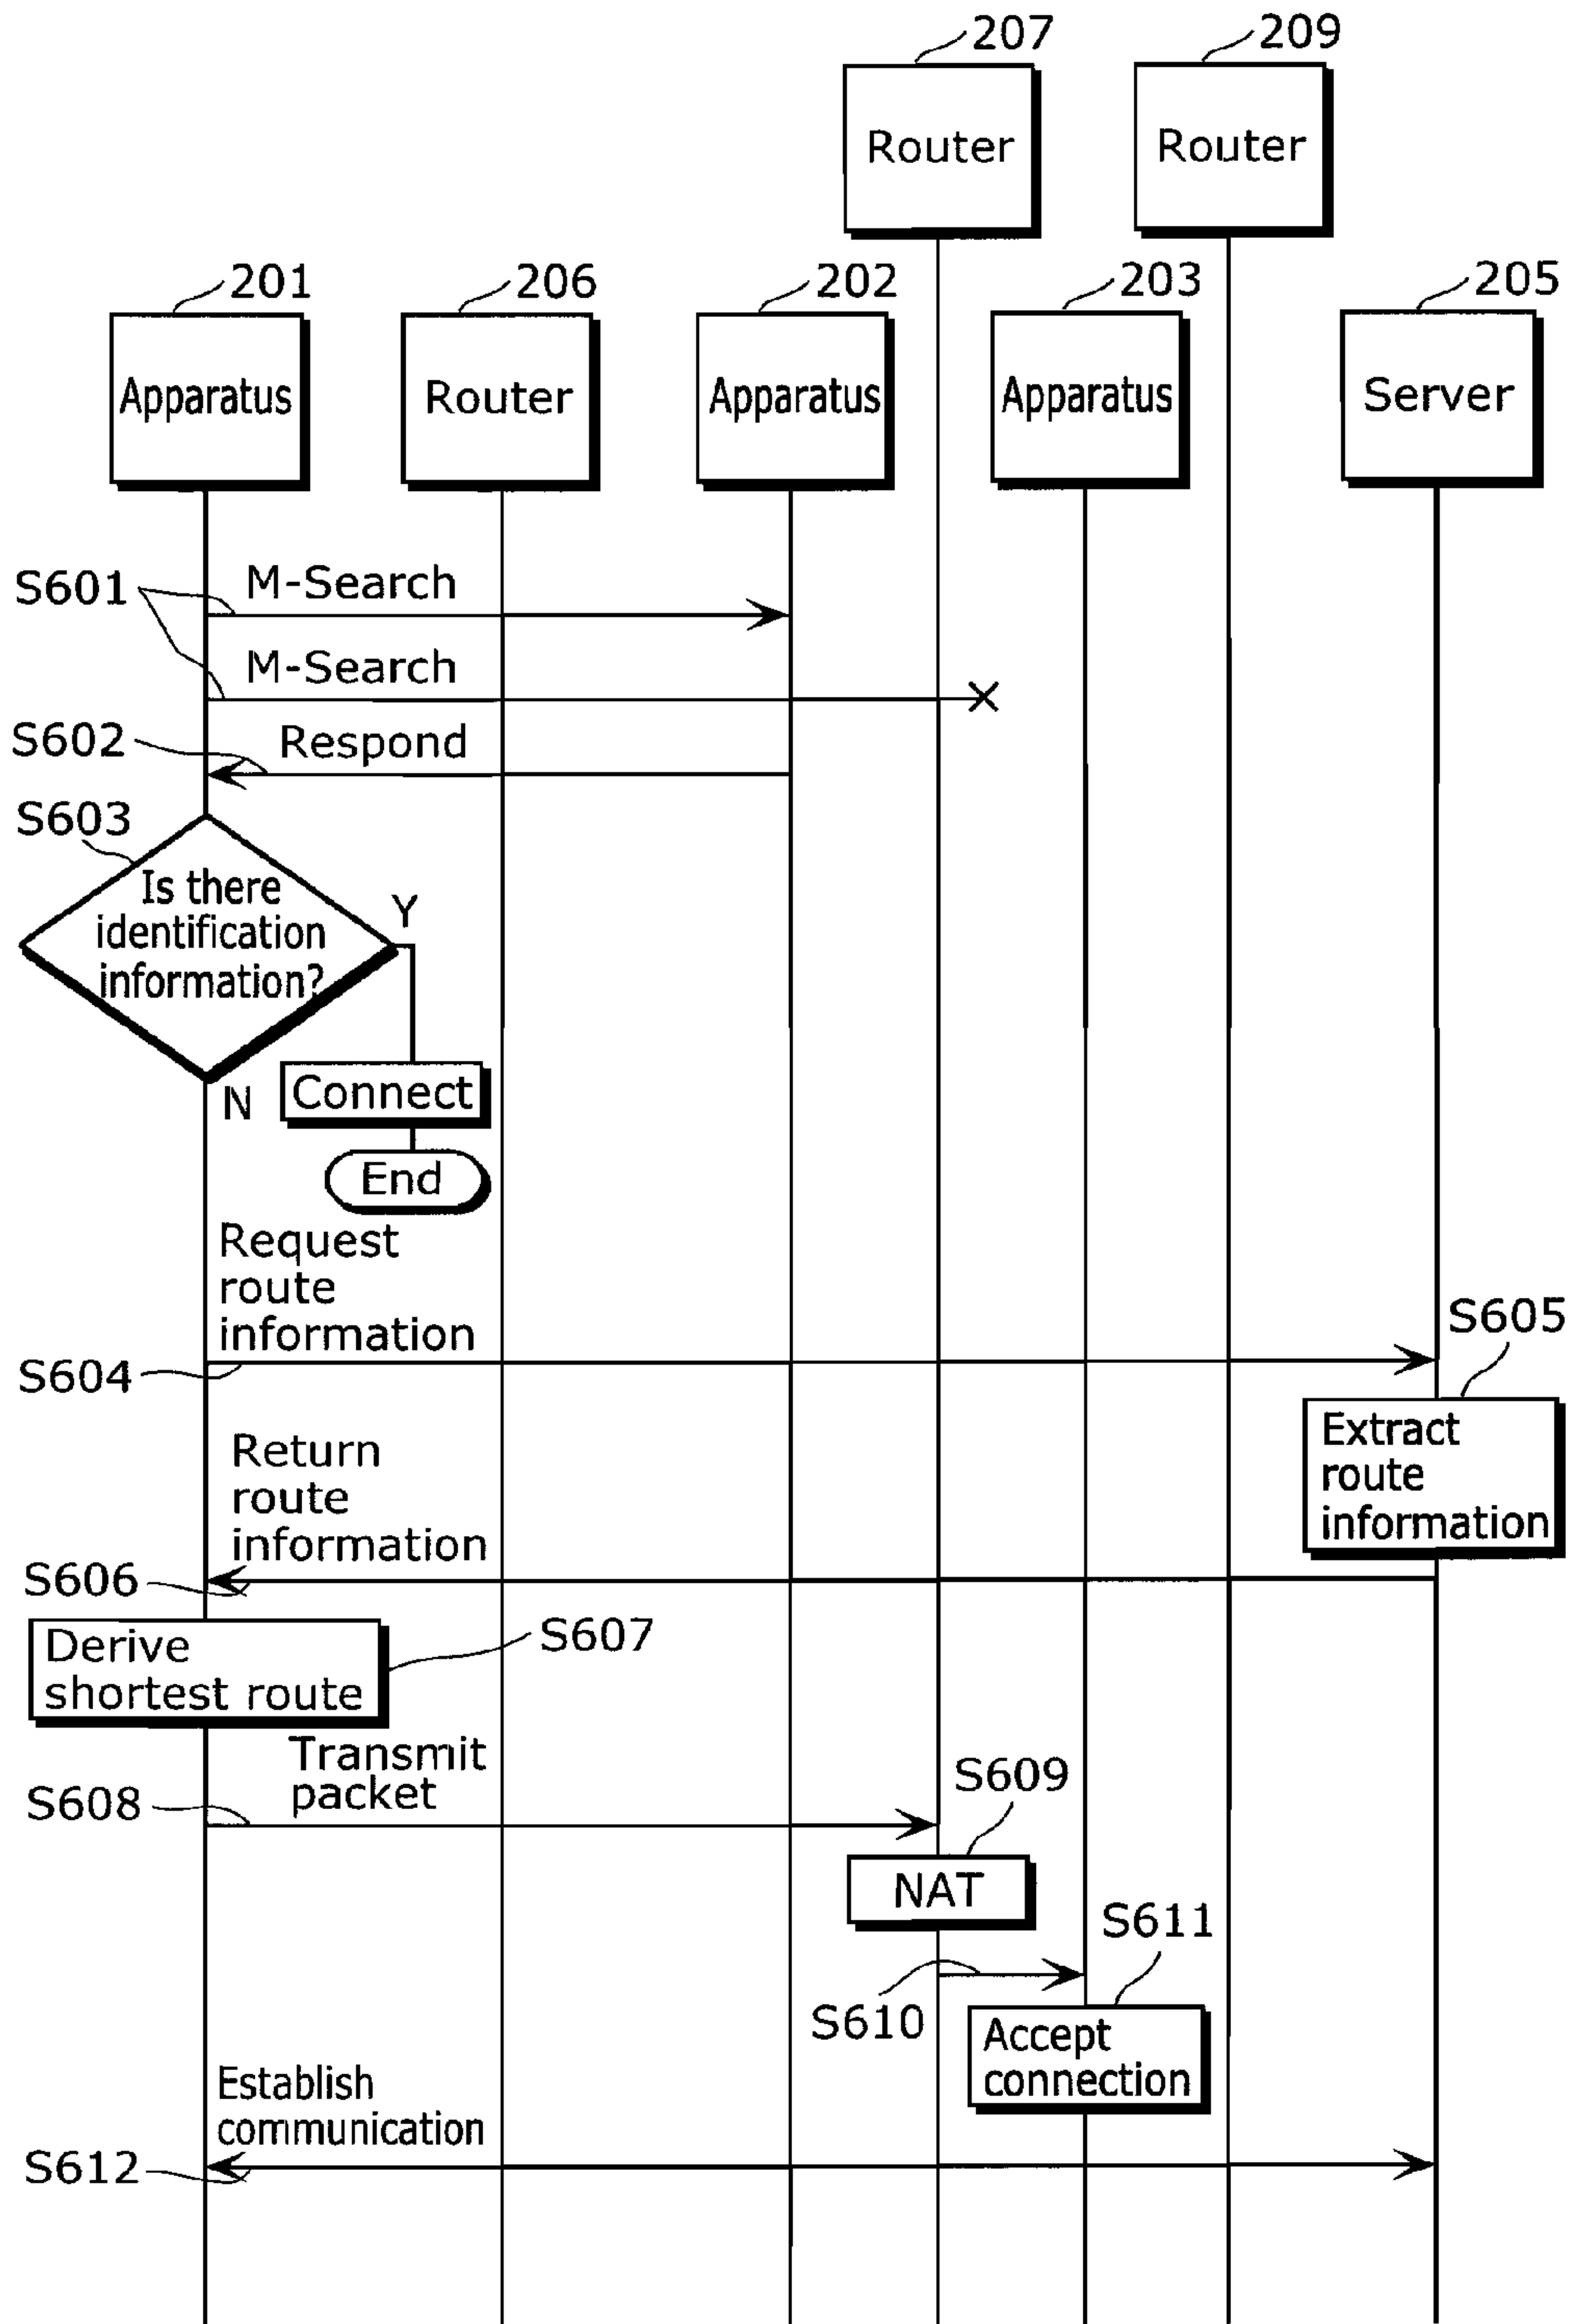 207
209
Router
Router
201
206
202
203
205
Apparatus
Router
Apparatus
Apparatus
Server
S601
M-Search
M-Search
S602
Respond
S603
Is there
identification
information?
Y
N
Connect
End
Request
route
information
S604
S605
Extract
route
information
Return
route
information
S606
Derive
shortest route
S607
Transmit
packet
S608
S609
NAT
S610
S611
Accept
connection
Establish
communication
S612